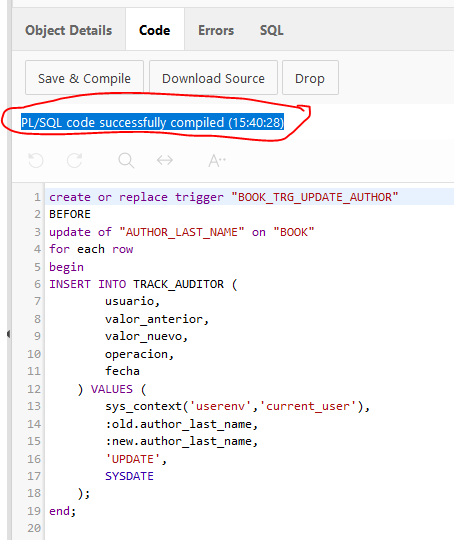 Object Details Code Errors SQL
Save & Compile Download Source Drop
PL/SQL code successfully compiled (15:40:28)
A
1 create or replace trigger "BOOK_TRG_UPDATE_AUTHOR"
2 BEFORE
3 update of "AUTHOR_LAST_NAME" on "BOOK"
4 for each row
5 begin
6 INSERT INTO TRACK_AUDITOR (
7 usuario,
8 valor_anterior,
9 valor_nuevo,
10 operacion,
11 fecha
12 ) VALUES (
13 sys_context('userenv','current_user'),
14 :old.author_last_name,
15 :new.author_last_name,
16 'UPDATE',
17 SYSDATE
18 );
19 end;
20